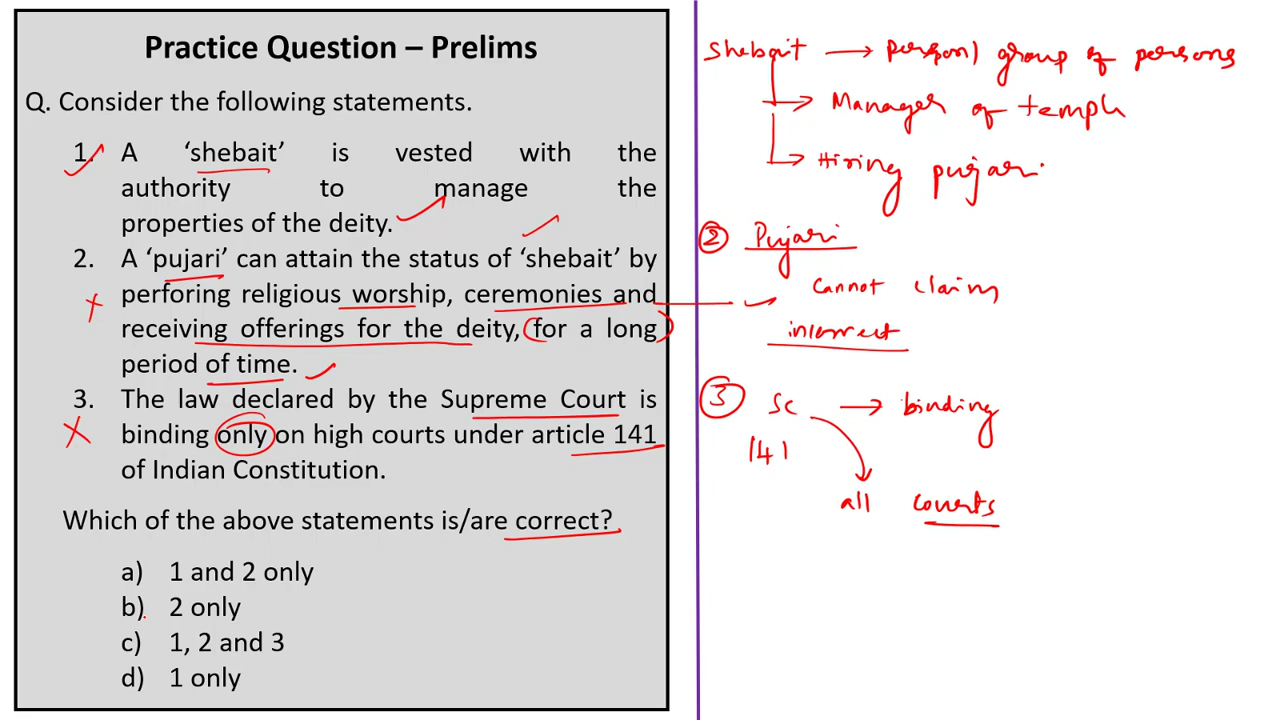 Practice Question – Prelims
Q. Consider the following statements.
1. A 'shebait' is vested with the
authority to manage the
properties of the deity.
2. A 'pujari' can attain the status of 'shebait' by
perforing religious worship, ceremonies and
receiving offerings for the deity, for a long
period of time.
3. The law declared by the Supreme Court is
binding only on high courts under article 141
of Indian Constitution.
Which of the above statements is/are correct?
a) 1 and 2 only
b) 2 only
c) 1, 2 and 3
d) 1 only
Shebait → person) group of persons
→ Manager of temple
→ Hiring pujari
② Pujari
Cannot claim
incorrect
③ SC → binding
141
all courts